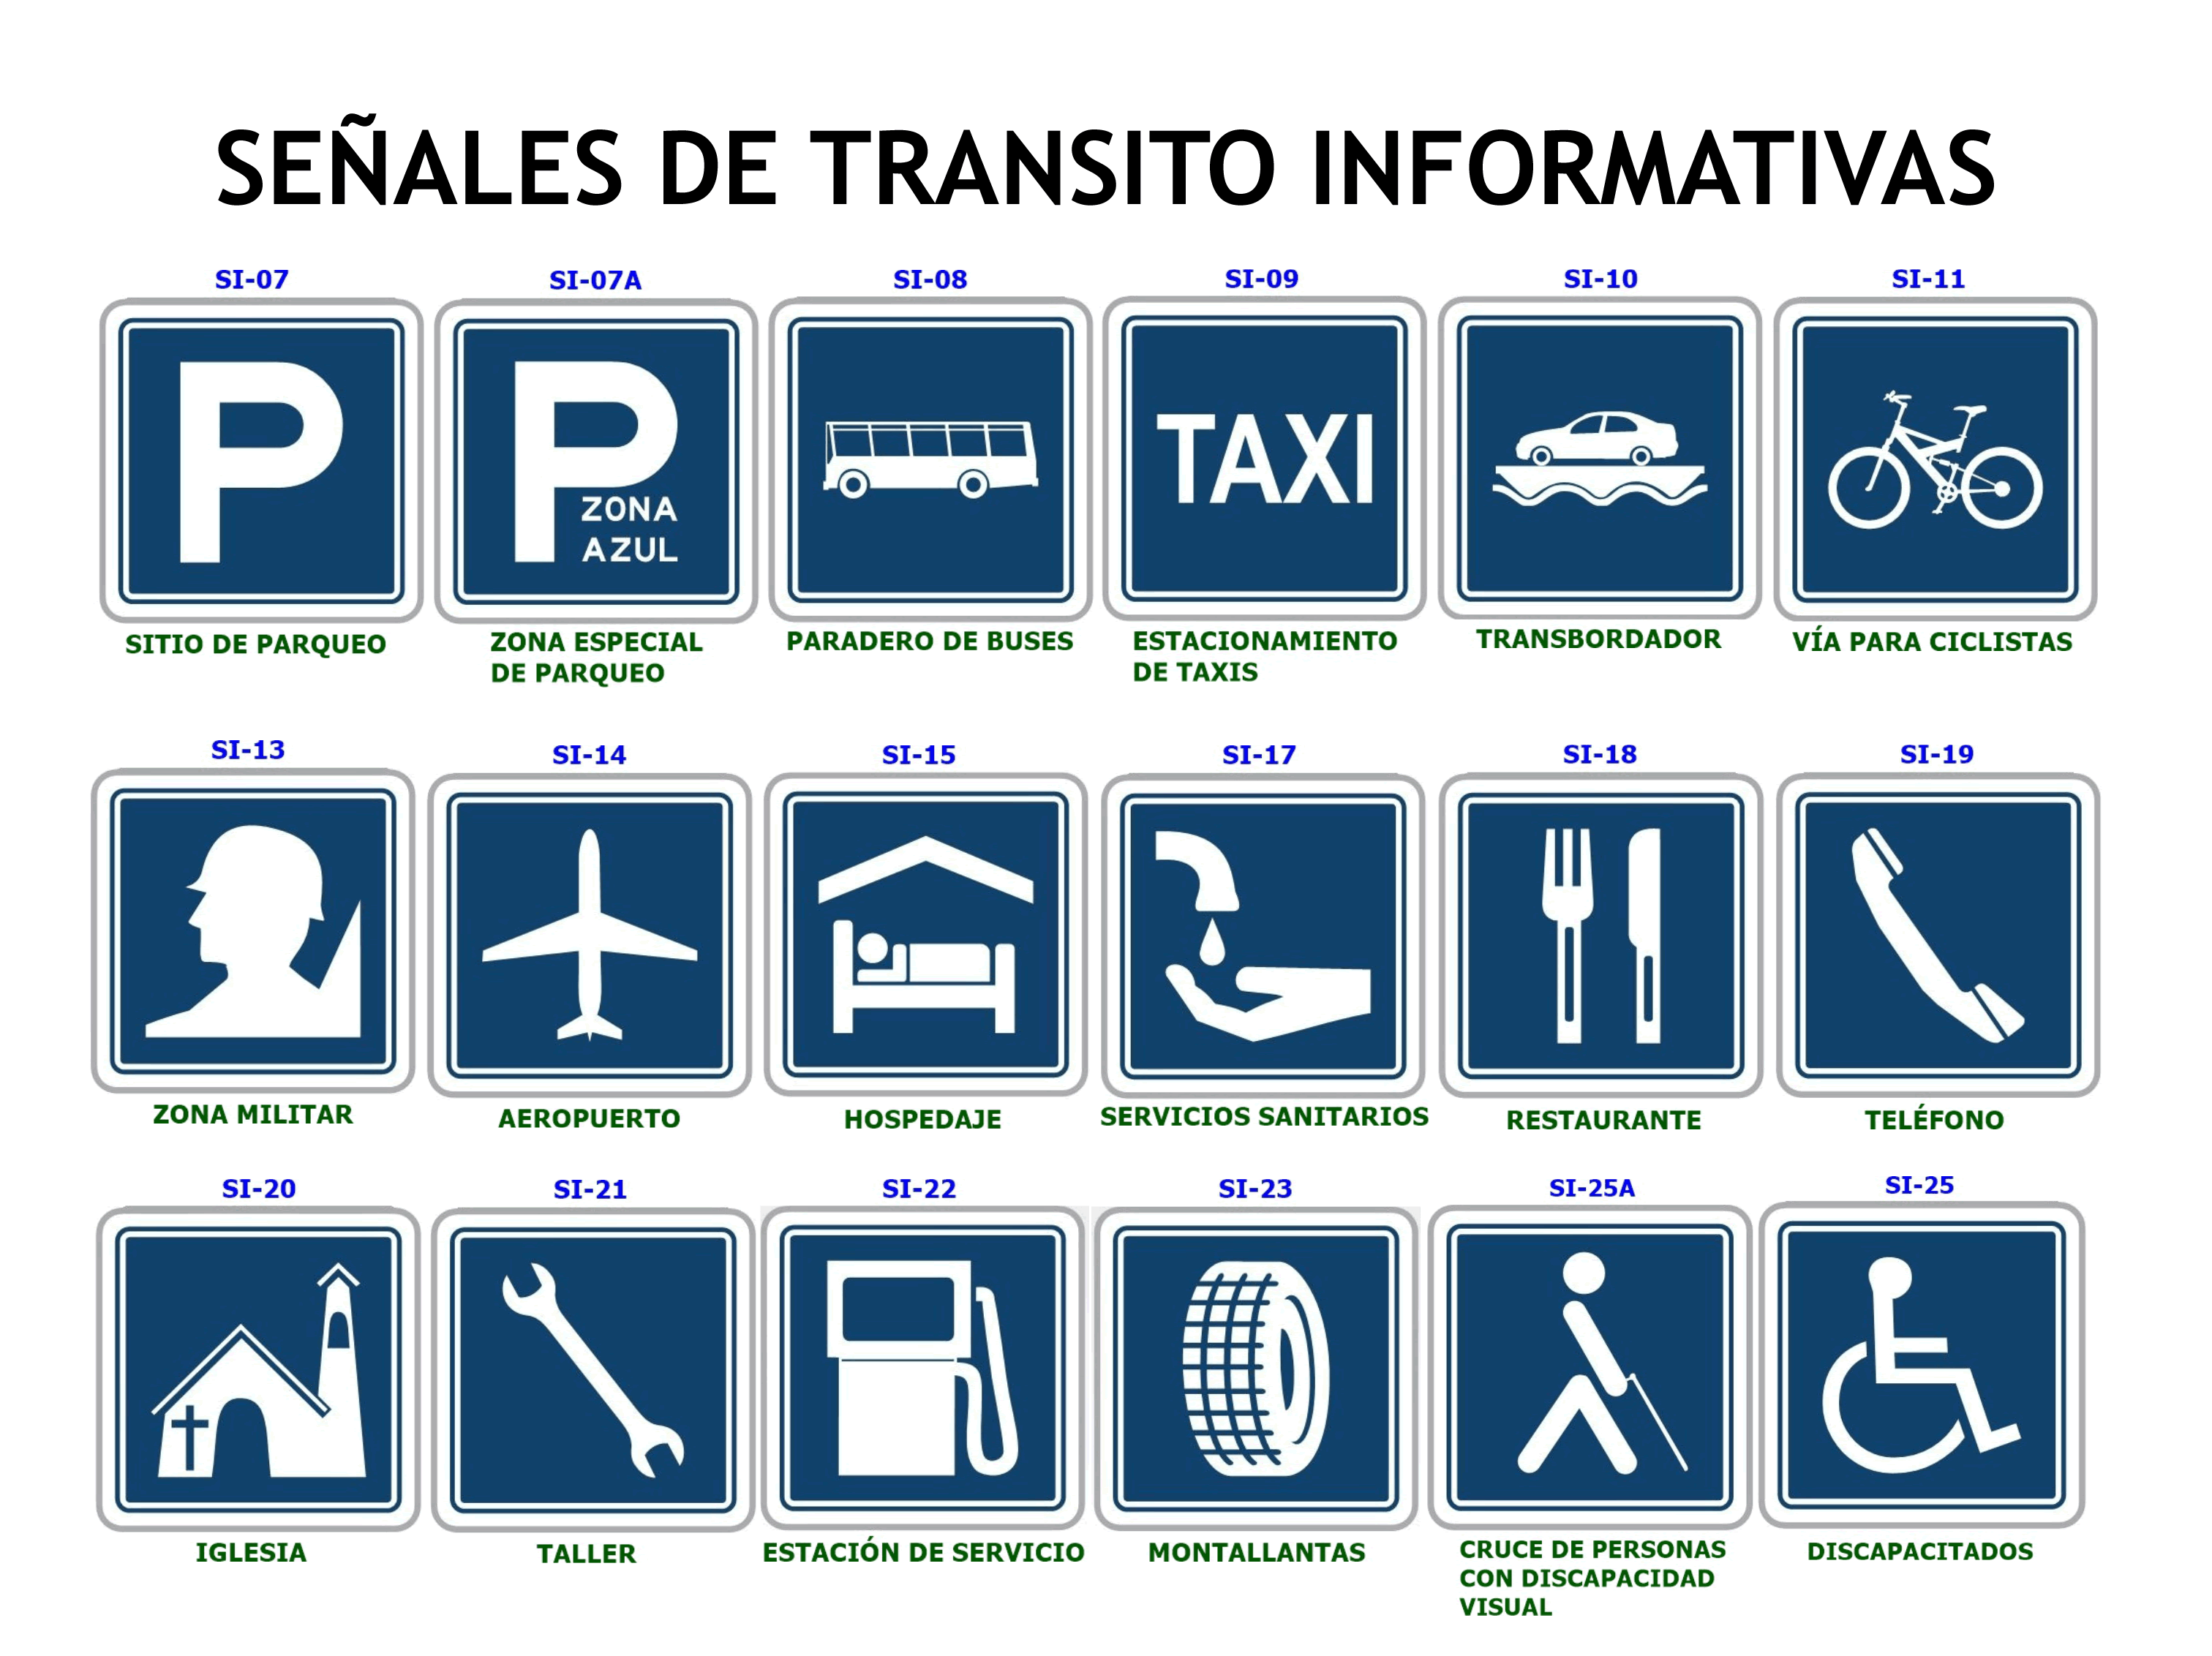 SEÑALES DE TRANSITO INFORMATIVAS
SI-07
SI-07A
SI-08
SI-09
SI-10
SI-11
P
P
ZONA
AZUL
TAXI
SITIO DE PARQUEO
ZONA ESPECIAL
DE PARQUEO
PARADERO DE BUSES
ESTACIONAMIENTO
DE TAXIS
TRANSBORDADOR
VÍA PARA CICLISTAS
SI-13
SI-14
SI-15
SI-17
SI-18
SI-19
ZONA MILITAR
AEROPUERTO
HOSPEDAJE
SERVICIOS SANITARIOS
RESTAURANTE
TELÉFONO
SI-20
SI-21
SI-22
SI-23
SI-25A
SI-25
IGLESIA
TALLER
ESTACIÓN DE SERVICIO
MONTALLANTAS
CRUCE DE PERSONAS
CON DISCAPACIDAD
VISUAL
DISCAPACITADOS